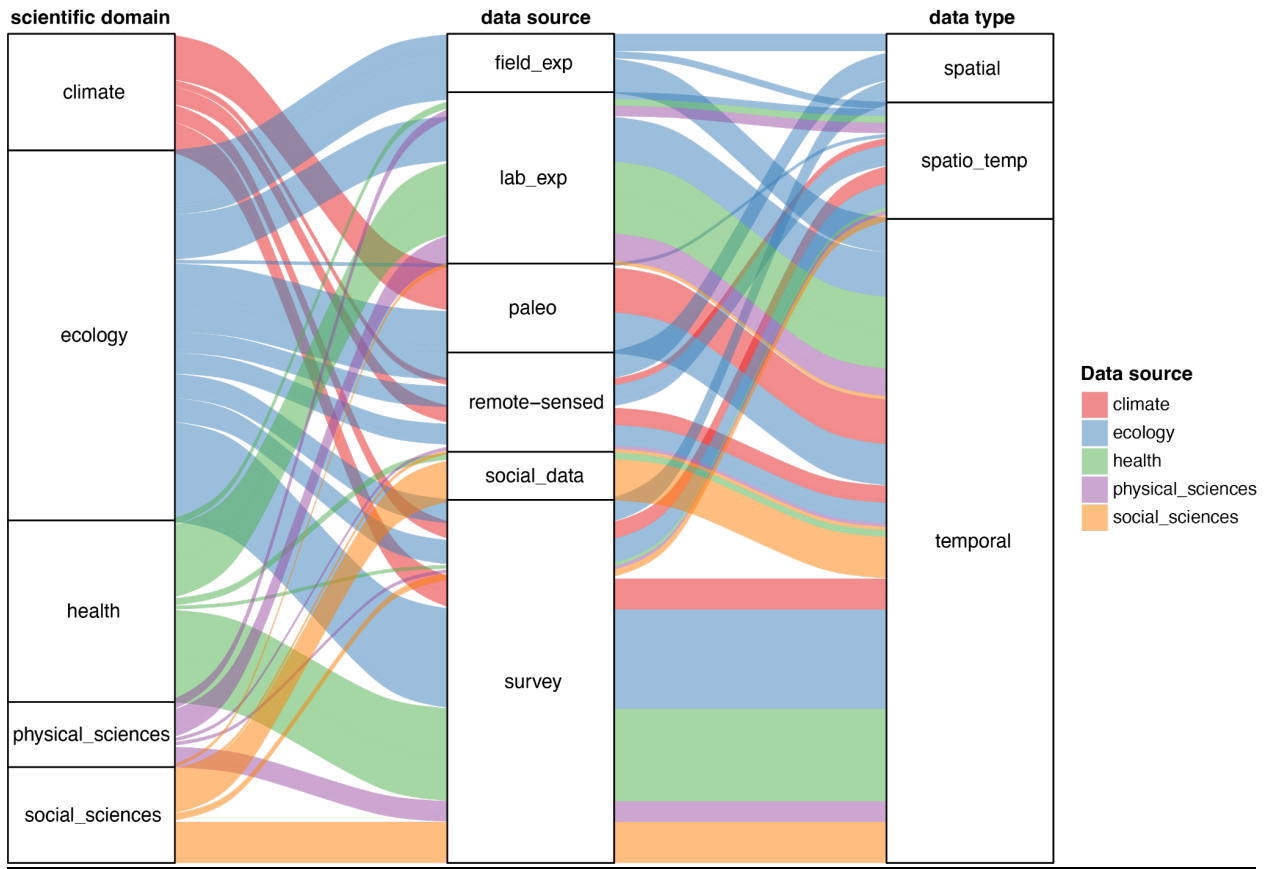 scientific domain
data source
data type
climate
ecology
health
physical_sciences
social_sciences
field_exp
lab_exp
paleo
remote−sensed
social_data
survey
spatial
spatio_temp
temporal
Data source
climate
ecology
health
physical_sciences
social_sciences